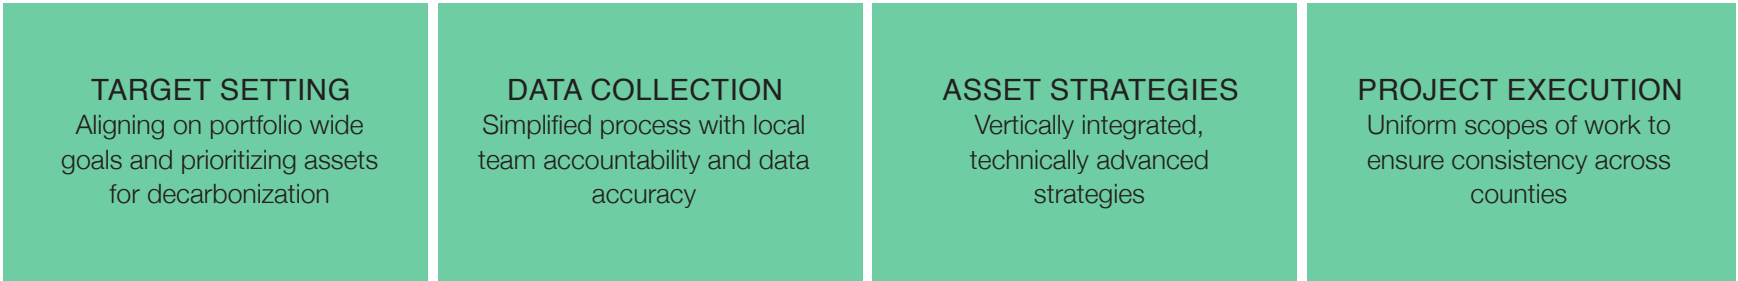 TARGET SETTING
Aligning on portfolio wide
goals and prioritizing assets
for decarbonization
DATA COLLECTION
Simplified process with local
team accountability and data
accuracy
ASSET STRATEGIES
Vertically integrated,
technically advanced
strategies
PROJECT EXECUTION
Uniform scopes of work to
ensure consistency across
counties